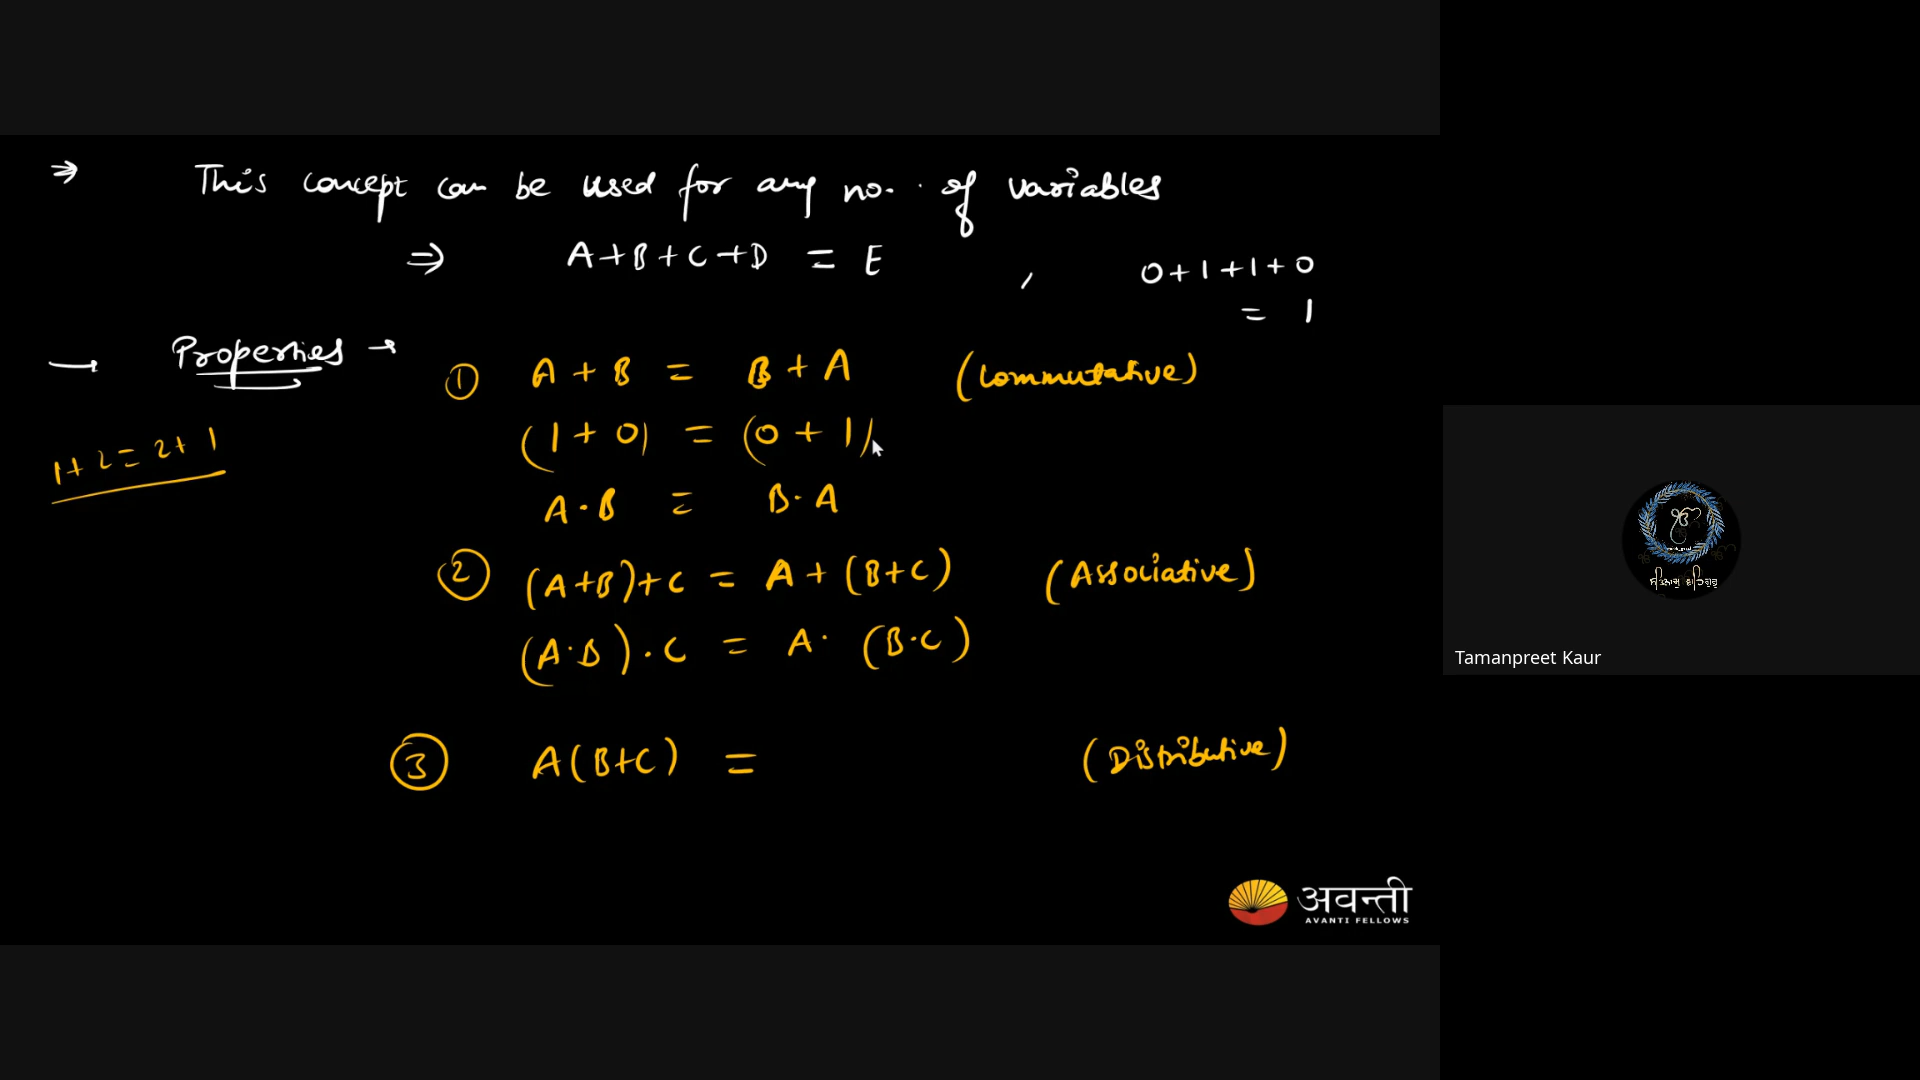 ⇒ This concept can be used for any no. of variables
⇒ A+B+C+D = E , 0+1+1+0
= 1
→ Properties →
① A + B = B + A (Commutative)
(1 + 0) = (0 + 1)
1+2=2+1
A·B = B·A
② (A+B)+C = A + (B+C) (Associative)
(A·B)·C = A· (B·C)
③ A(B+C) = (Distributive)
अवन्ती
AVANTI FELLOWS
Tamanpreet Kaur